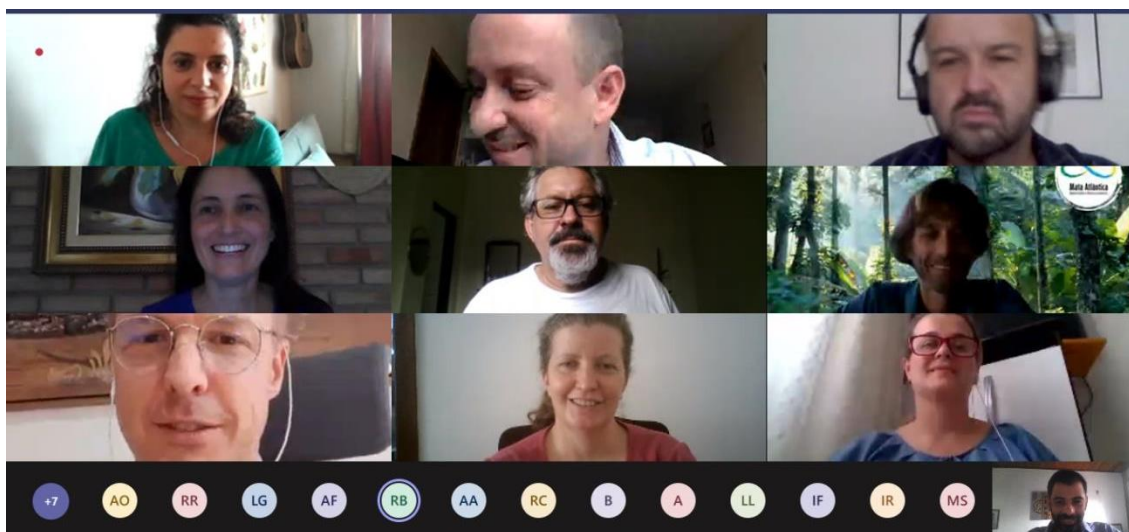 Mata Atlântica
+7
AO
RR
LG
AF
RB
AA
RC
B
A
LL
IF
IR
MS